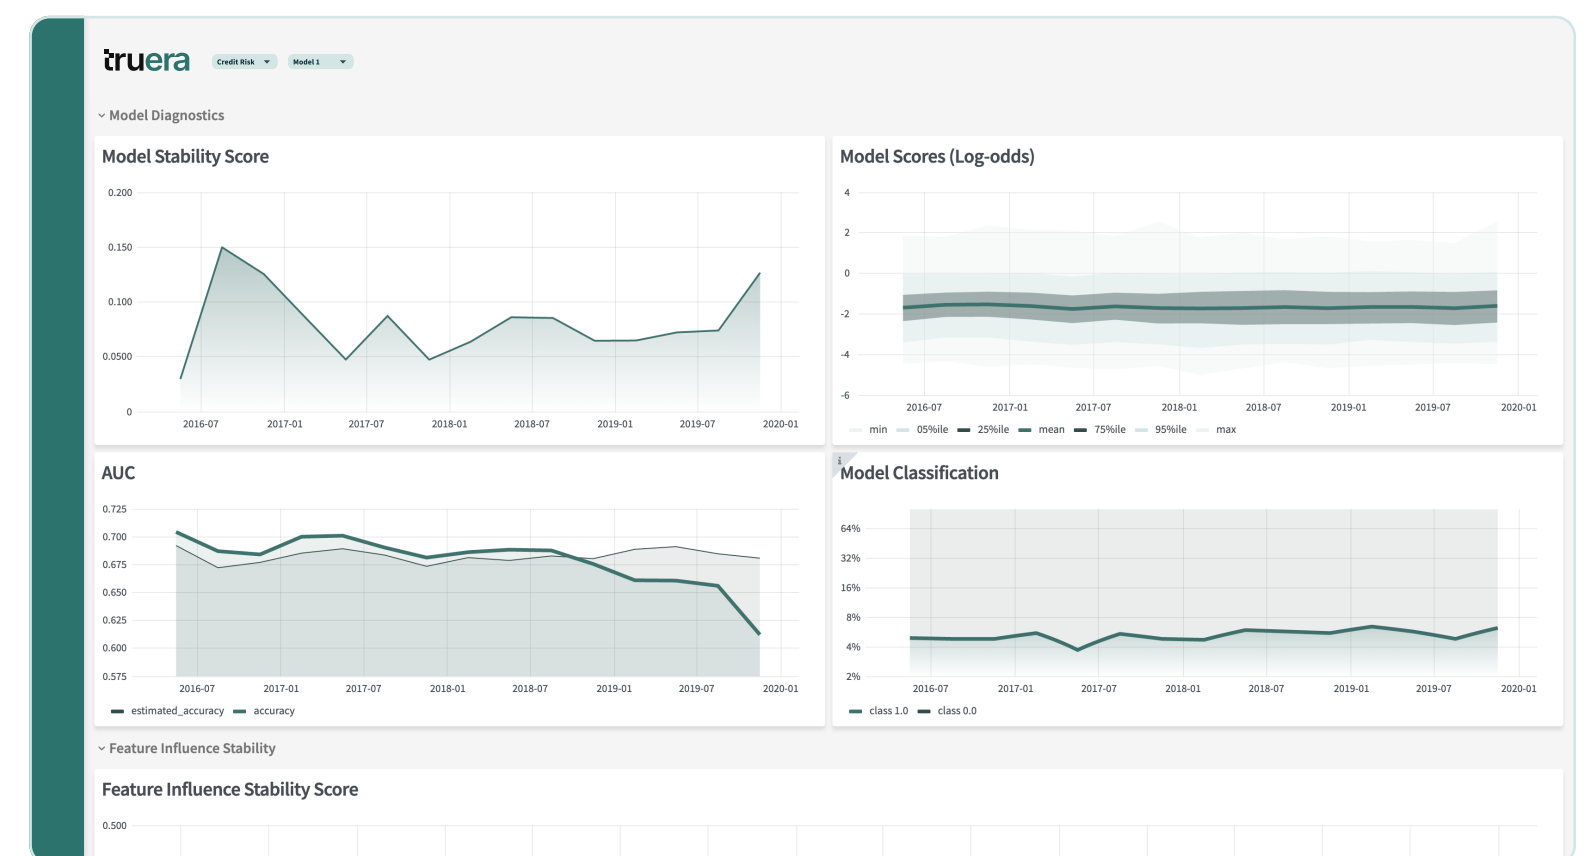 truera
Credit Risk
Model 1
Model Diagnostics
Model Stability Score
0.200
0.150
0.100
0.0500
0
2016-07 2017-01 2017-07 2018-01 2018-07 2019-01 2019-07 2020-01
Model Scores (Log-odds)
4
2
0
-2
-4
-6
2016-07 2017-01 2017-07 2018-01 2018-07 2019-01 2019-07 2020-01
min 05%ile 25%ile mean 75%ile 95%ile max
AUC
0.725
0.700
0.675
0.650
0.625
0.600
0.575
2016-07 2017-01 2017-07 2018-01 2018-07 2019-01 2019-07 2020-01
estimated_accuracy accuracy
i
Model Classification
64%
32%
16%
8%
4%
2%
2016-07 2017-01 2017-07 2018-01 2018-07 2019-01 2019-07 2020-01
class 1.0 class 0.0
Feature Influence Stability
Feature Influence Stability Score
0.500